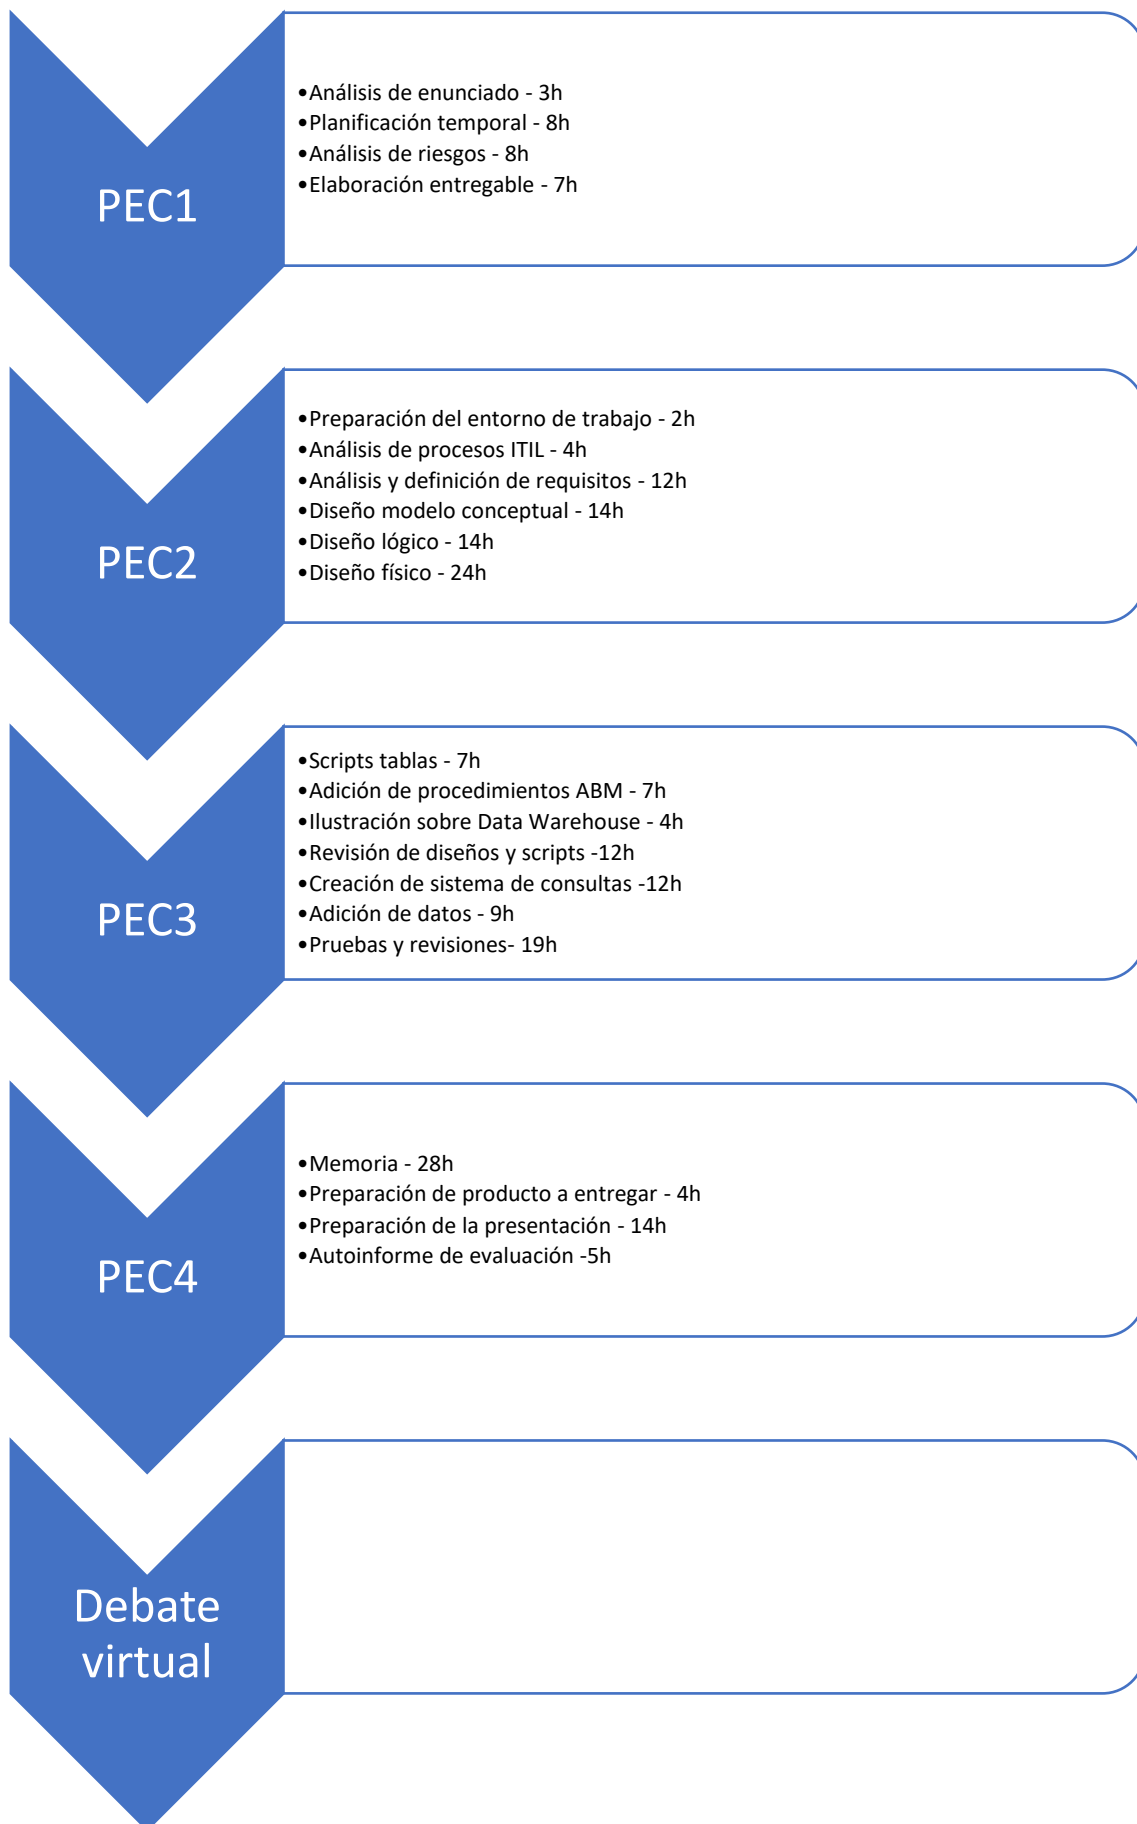 PEC1
•Análisis de enunciado - 3h
•Planificación temporal - 8h
•Análisis de riesgos - 8h
•Elaboración entregable - 7h
PEC2
•Preparación del entorno de trabajo - 2h
•Análisis de procesos ITIL - 4h
•Análisis y definición de requisitos - 12h
•Diseño modelo conceptual - 14h
•Diseño lógico - 14h
•Diseño físico - 24h
PEC3
•Scripts tablas - 7h
•Adición de procedimientos ABM - 7h
•Ilustración sobre Data Warehouse - 4h
•Revisión de diseños y scripts -12h
•Creación de sistema de consultas -12h
•Adición de datos - 9h
•Pruebas y revisiones- 19h
PEC4
•Memoria - 28h
•Preparación de producto a entregar - 4h
•Preparación de la presentación - 14h
•Autoinforme de evaluación -5h
Debate
virtual